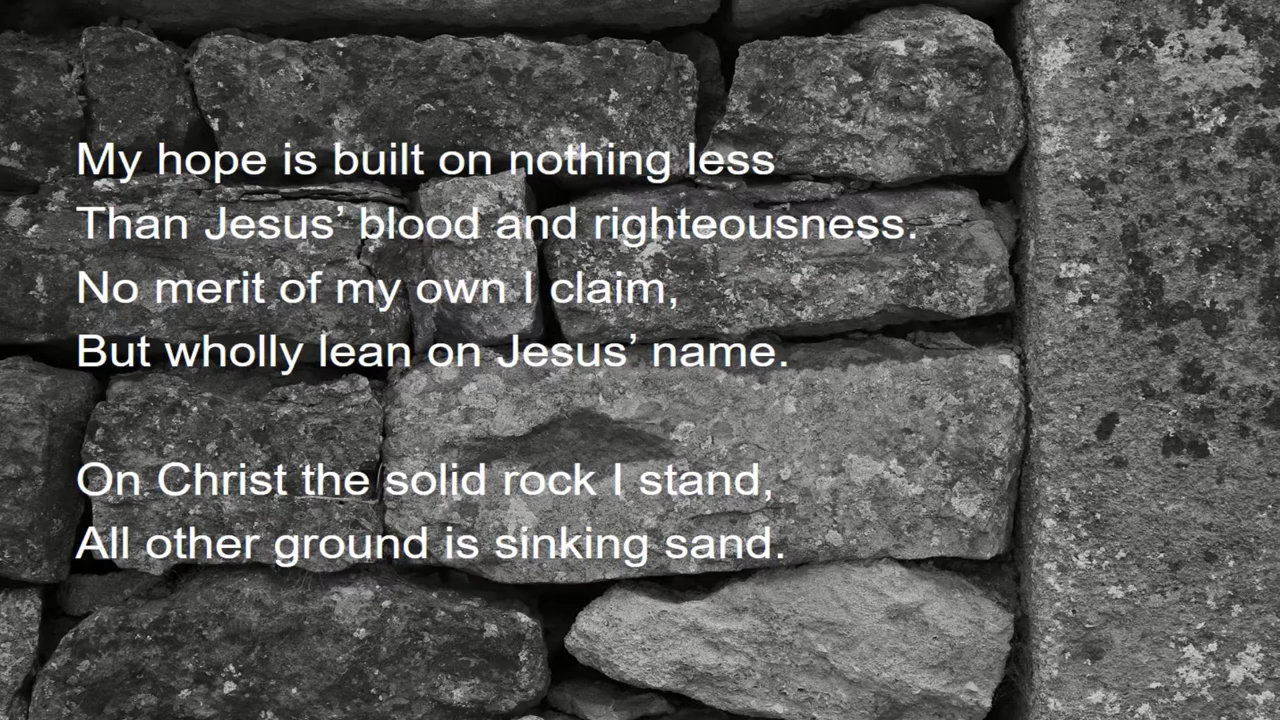 My hope is built on nothing less
Than Jesus’ blood and righteousness.
No merit of my own I claim,
But wholly lean on Jesus’ name.
On Christ the solid rock I stand,
All other ground is sinking sand.